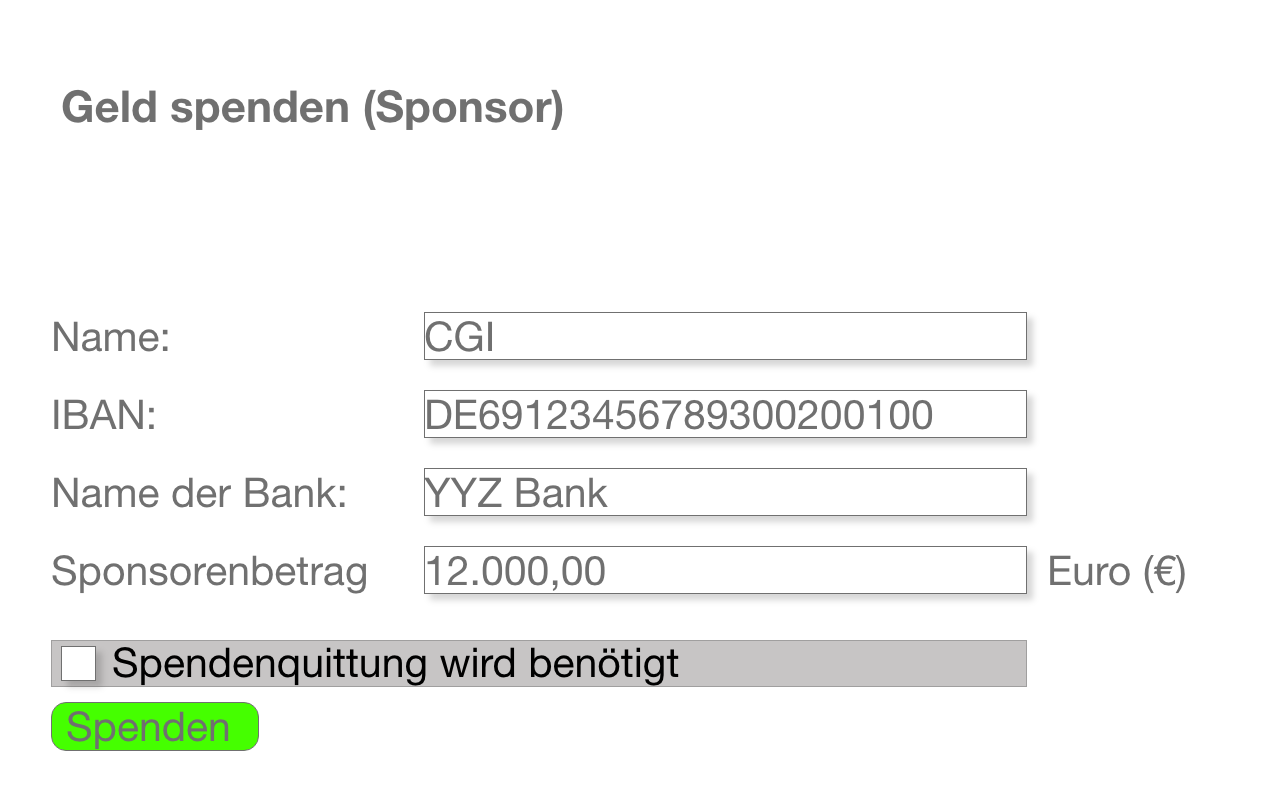 Geld spenden (Sponsor)
Name: CGI
IBAN: DE69123456789300200100
Name der Bank: YYZ Bank
Sponsorenbetrag 12.000,00 Euro (€)
Spendenquittung wird benötigt
Spenden